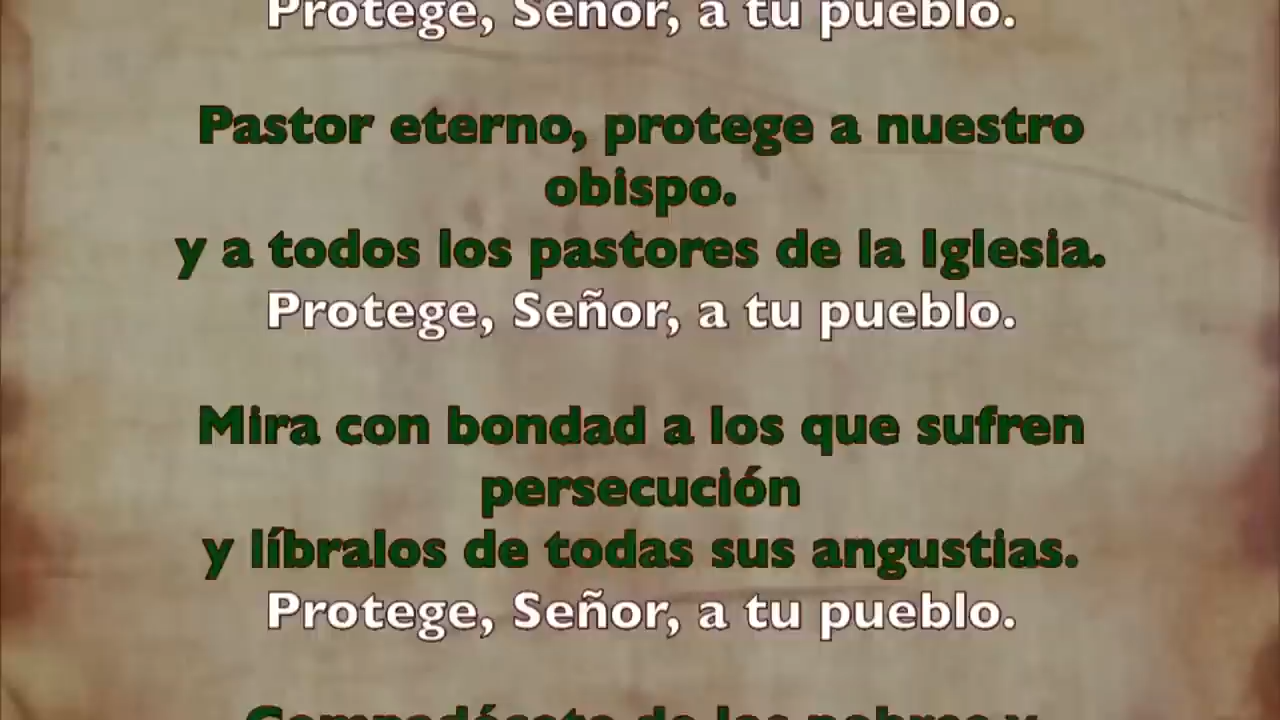 Protege, Señor, a tu pueblo.
Pastor eterno, protege a nuestro
obispo.
y a todos los pastores de la Iglesia.
Protege, Señor, a tu pueblo.
Mira con bondad a los que sufren
persecución
y líbralos de todas sus angustias.
Protege, Señor, a tu pueblo.
Compadécete de los pobres y